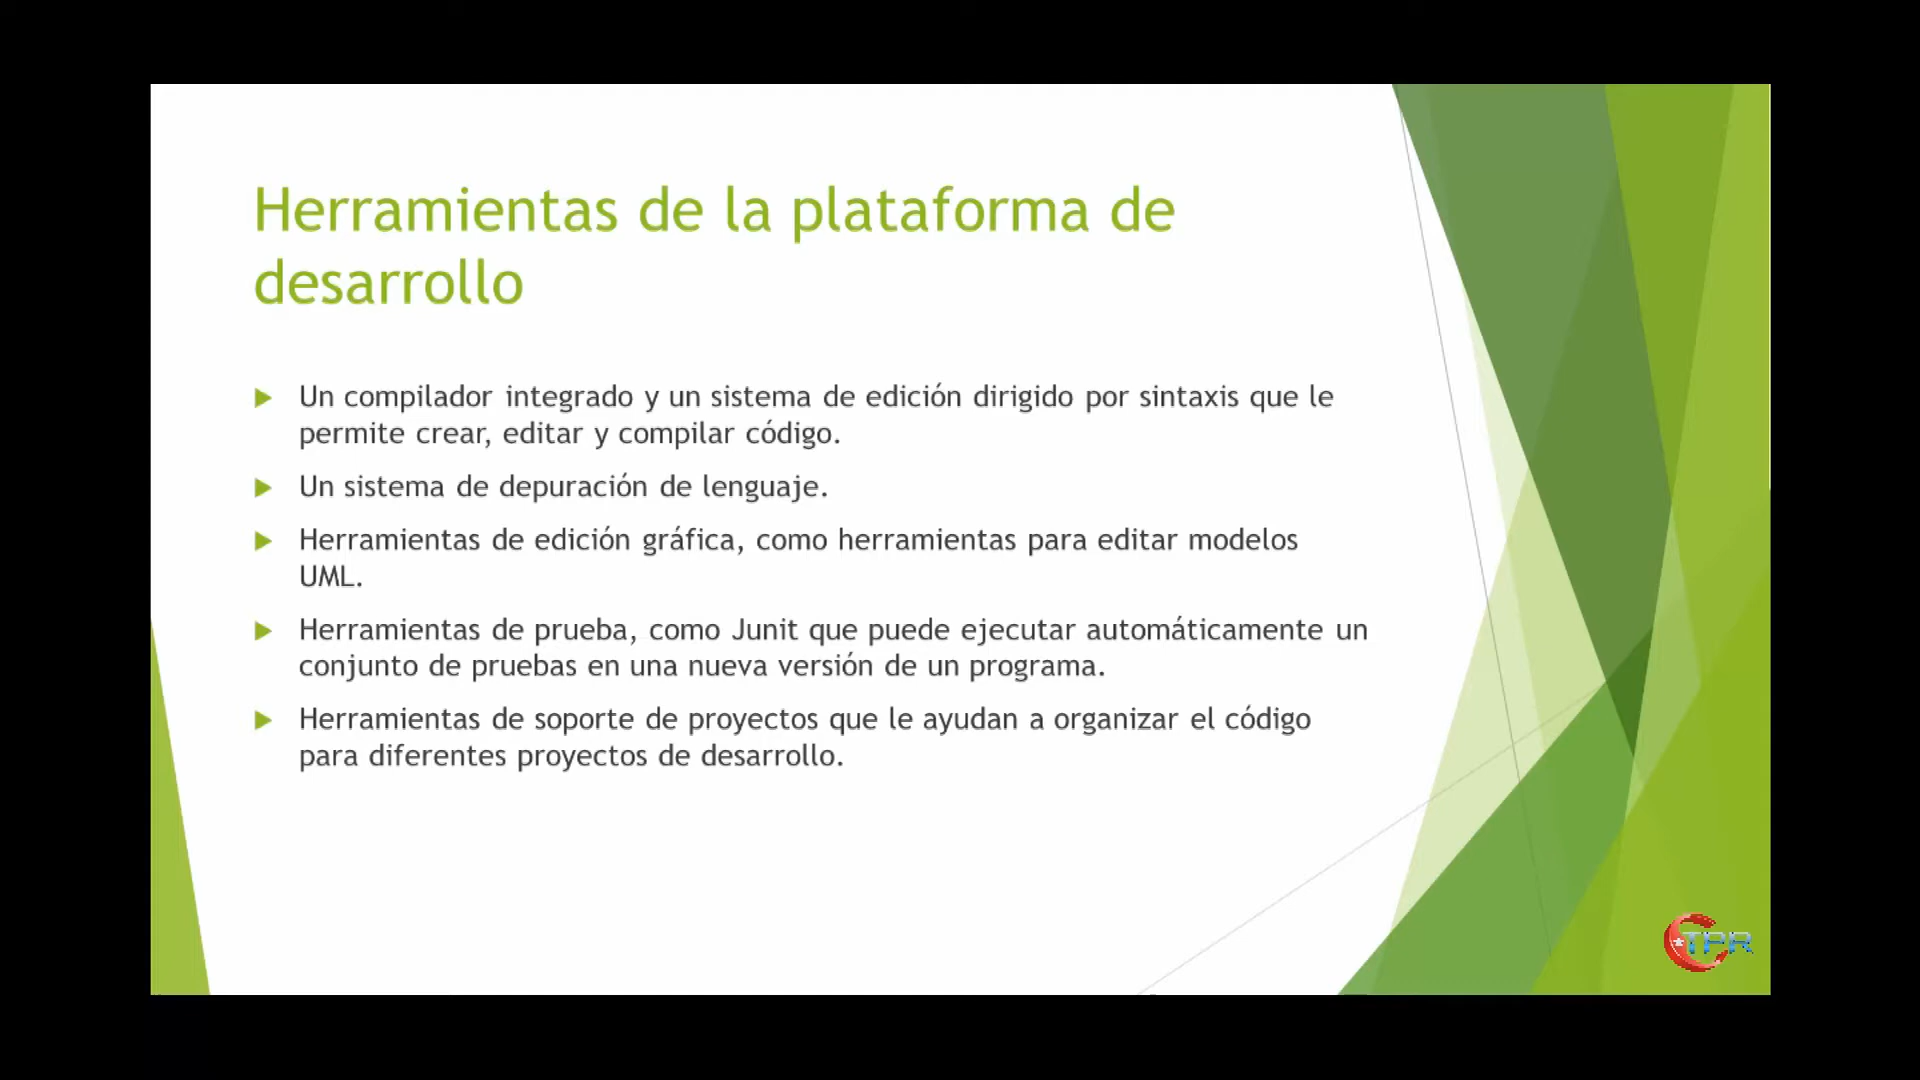 Herramientas de la plataforma de
desarrollo
Un compilador integrado y un sistema de edición dirigido por sintaxis que le
permite crear, editar y compilar código.
Un sistema de depuración de lenguaje.
Herramientas de edición gráfica, como herramientas para editar modelos
UML.
Herramientas de prueba, como Junit que puede ejecutar automáticamente un
conjunto de pruebas en una nueva versión de un programa.
Herramientas de soporte de proyectos que le ayudan a organizar el código
para diferentes proyectos de desarrollo.
CTPR